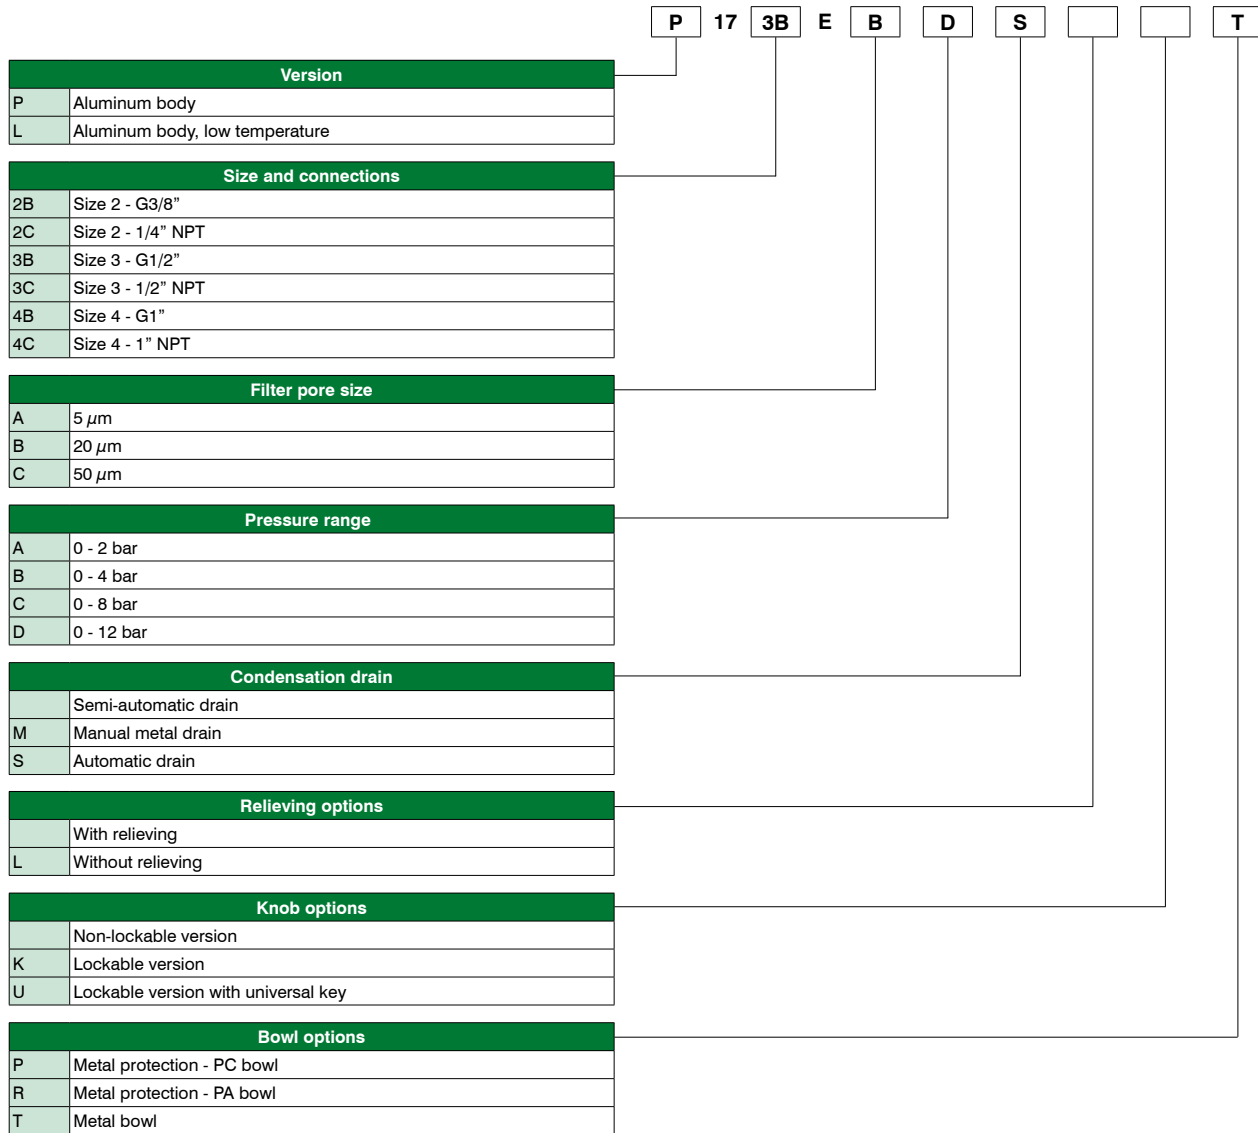 P 17 3B E B D S T
Version
P Aluminum body
L Aluminum body, low temperature
Size and connections
2B Size 2 - G3/8”
2C Size 2 - 1/4” NPT
3B Size 3 - G1/2”
3C Size 3 - 1/2” NPT
4B Size 4 - G1”
4C Size 4 - 1” NPT
Filter pore size
A 5 µm
B 20 µm
C 50 µm
Pressure range
A 0 - 2 bar
B 0 - 4 bar
C 0 - 8 bar
D 0 - 12 bar
Condensation drain
Semi-automatic drain
M Manual metal drain
S Automatic drain
Relieving options
With relieving
L Without relieving
Knob options
Non-lockable version
K Lockable version
U Lockable version with universal key
Bowl options
P Metal protection - PC bowl
R Metal protection - PA bowl
T Metal bowl